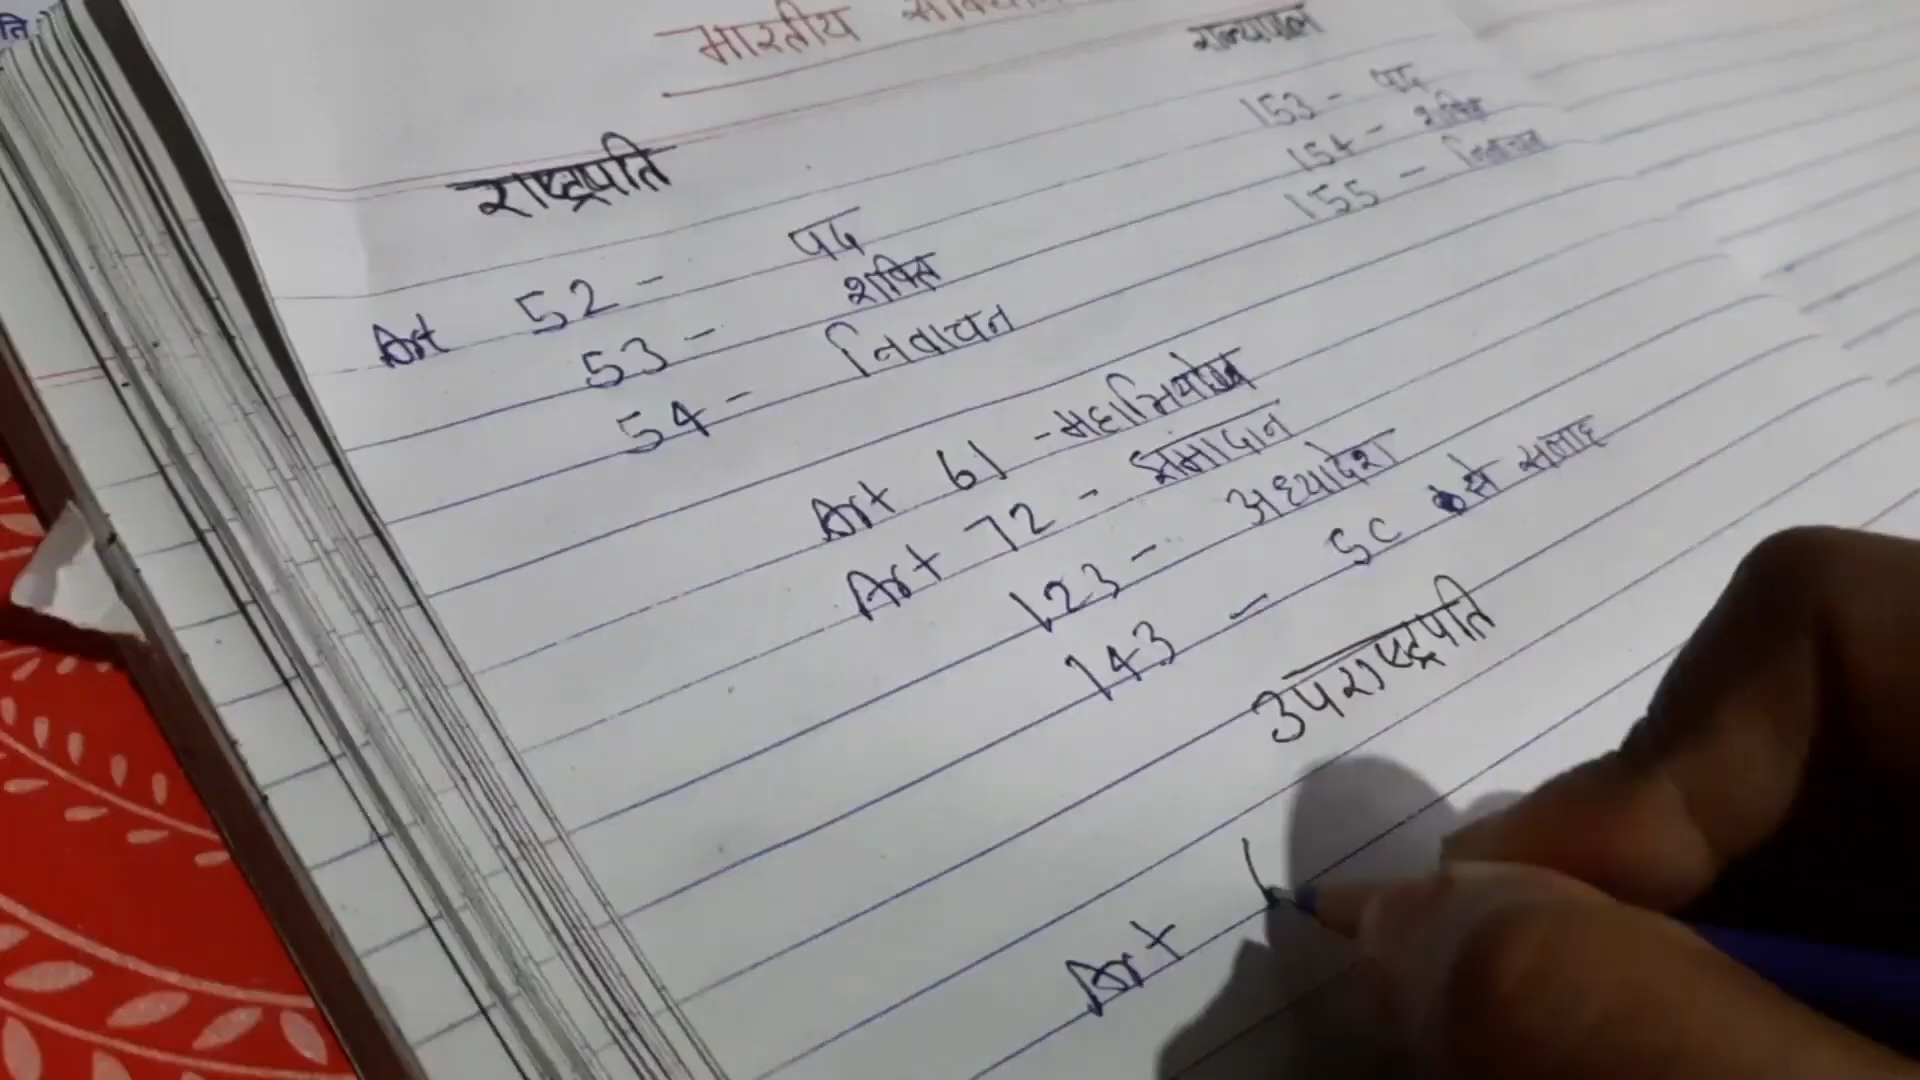 भारतीय संविधान
राष्ट्रपति
Art 52 - पद
53 - शक्ति
54 - निवाचन
Art 61 - महाभियोग
Art 72 - क्षमादान
123 - अध्यादेश
143 - SC से सलाह
राज्यपाल
153 - पद
154 - शक्ति
155 - निवाचन
उपराष्ट्रपति
Art